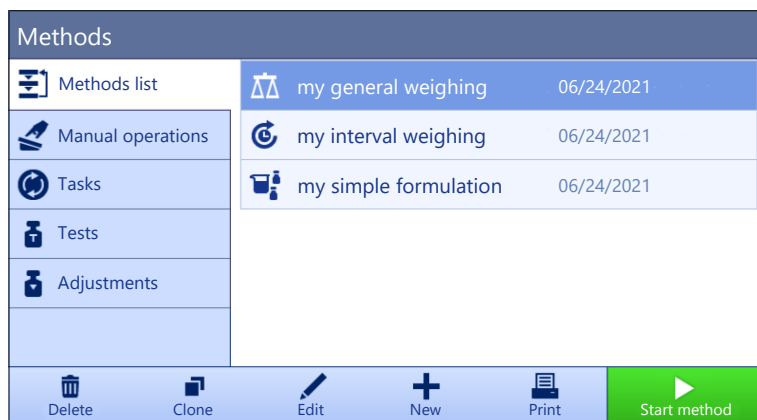 Methods
Methods list
Manual operations
Tasks
Tests
Adjustments
my general weighing 06/24/2021
my interval weighing 06/24/2021
my simple formulation 06/24/2021
Delete Clone Edit New Print Start method